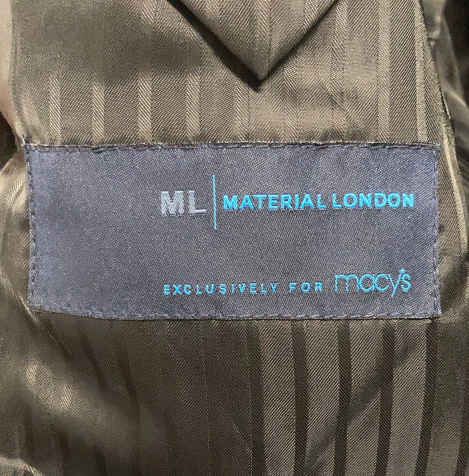 ML | MATERIAL LONDON
EXCLUSIVELY FOR macy's